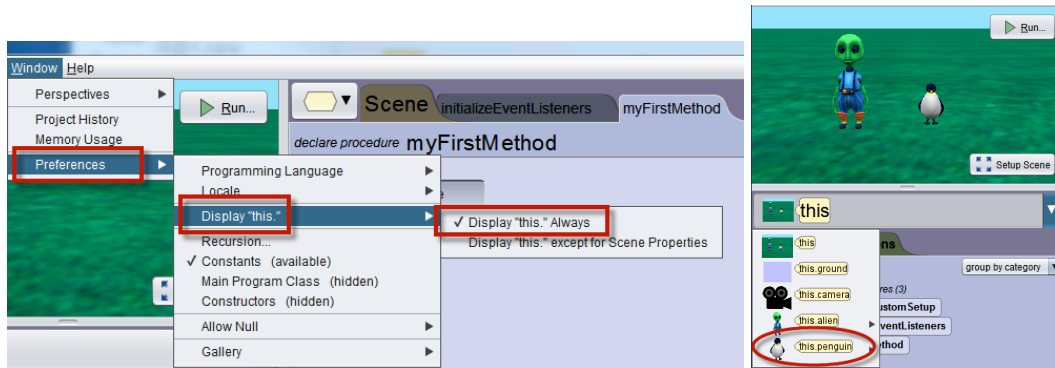 Window Help
Perspectives
Project History
Memory Usage
Preferences
Run...
Scene initializeEventListeners myFirstMethod
declare procedure myFirstMethod
Programming Language
Locale
Display "this."
Recursion...
✓ Constants (available)
Main Program Class (hidden)
Constructors (hidden)
Allow Null
Gallery
✓ Display "this." Always
Display "this." except for Scene Properties
Run...
Setup Scene
this
this
this.ground
this.camera
this.alien
this.penguin
group by category
(3)